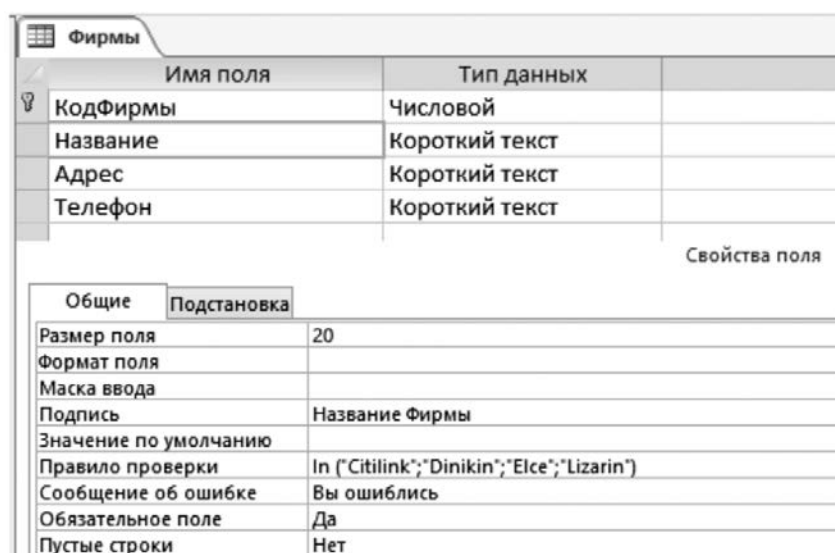 Фирмы
Имя поля Тип данных
КодФирмы Числовой
Название Короткий текст
Адрес Короткий текст
Телефон Короткий текст
Свойства поля
Общие Подстановка
Размер поля 20
Формат поля
Маска ввода
Подпись Название Фирмы
Значение по умолчанию
Правило проверки In ("Citilink";"Dinikin";"Elce";"Lizarin")
Сообщение об ошибке Вы ошиблись
Обязательное поле Да
Пустые строки Нет